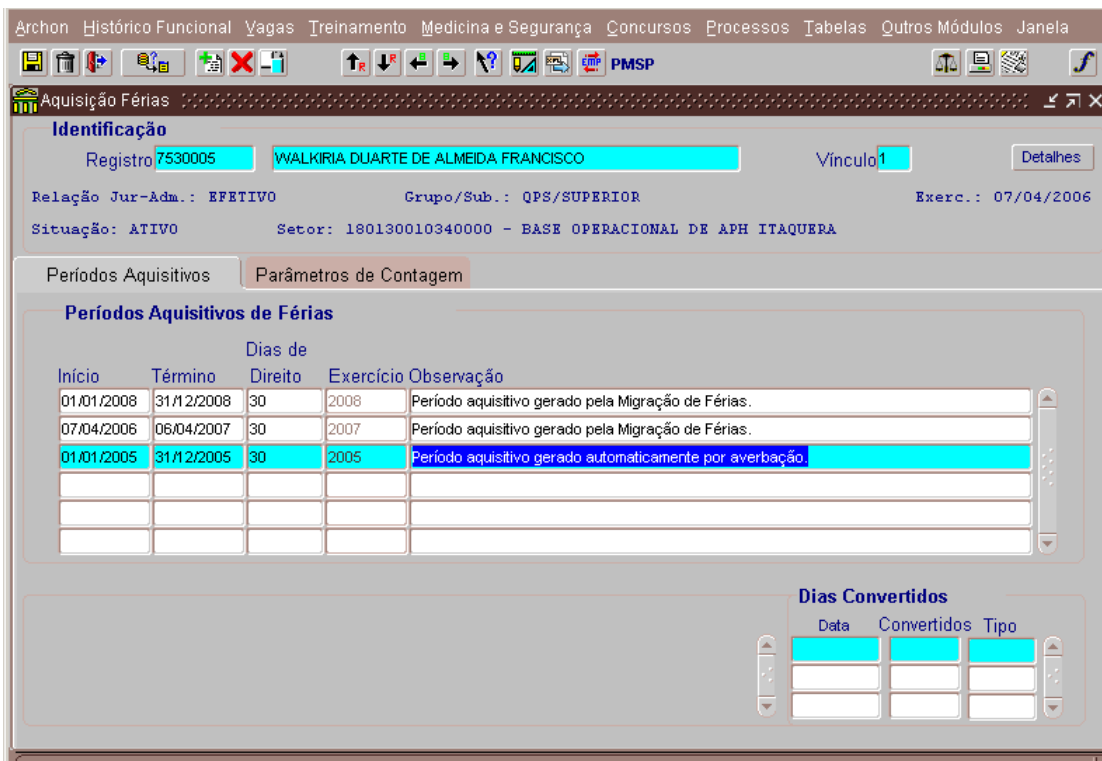 Archon Histórico Funcional Vagas Treinamento Medicina e Segurança Concursos Processos Tabelas Outros Módulos Janela
PMSP
Aquisição Férias
Identificação
Registro 7530005 WALKIRIA DUARTE DE ALMEIDA FRANCISCO Vínculo 1 Detalhes
Relação Jur-Adm.: EFETIVO Grupo/Sub.: QPS/SUPERIOR Exerc.: 07/04/2006
Situação: ATIVO Setor: 180130010340000 - BASE OPERACIONAL DE APH ITAQUERA
Períodos Aquisitivos Parâmetros de Contagem
Períodos Aquisitivos de Férias
Dias de
Início Término Direito Exercício Observação
01/01/2008 31/12/2008 30 2008 Período aquisitivo gerado pela Migração de Férias.
07/04/2006 06/04/2007 30 2007 Período aquisitivo gerado pela Migração de Férias.
01/01/2005 31/12/2005 30 2005 Período aquisitivo gerado automaticamente por averbação.
Dias Convertidos
Data Convertidos Tipo